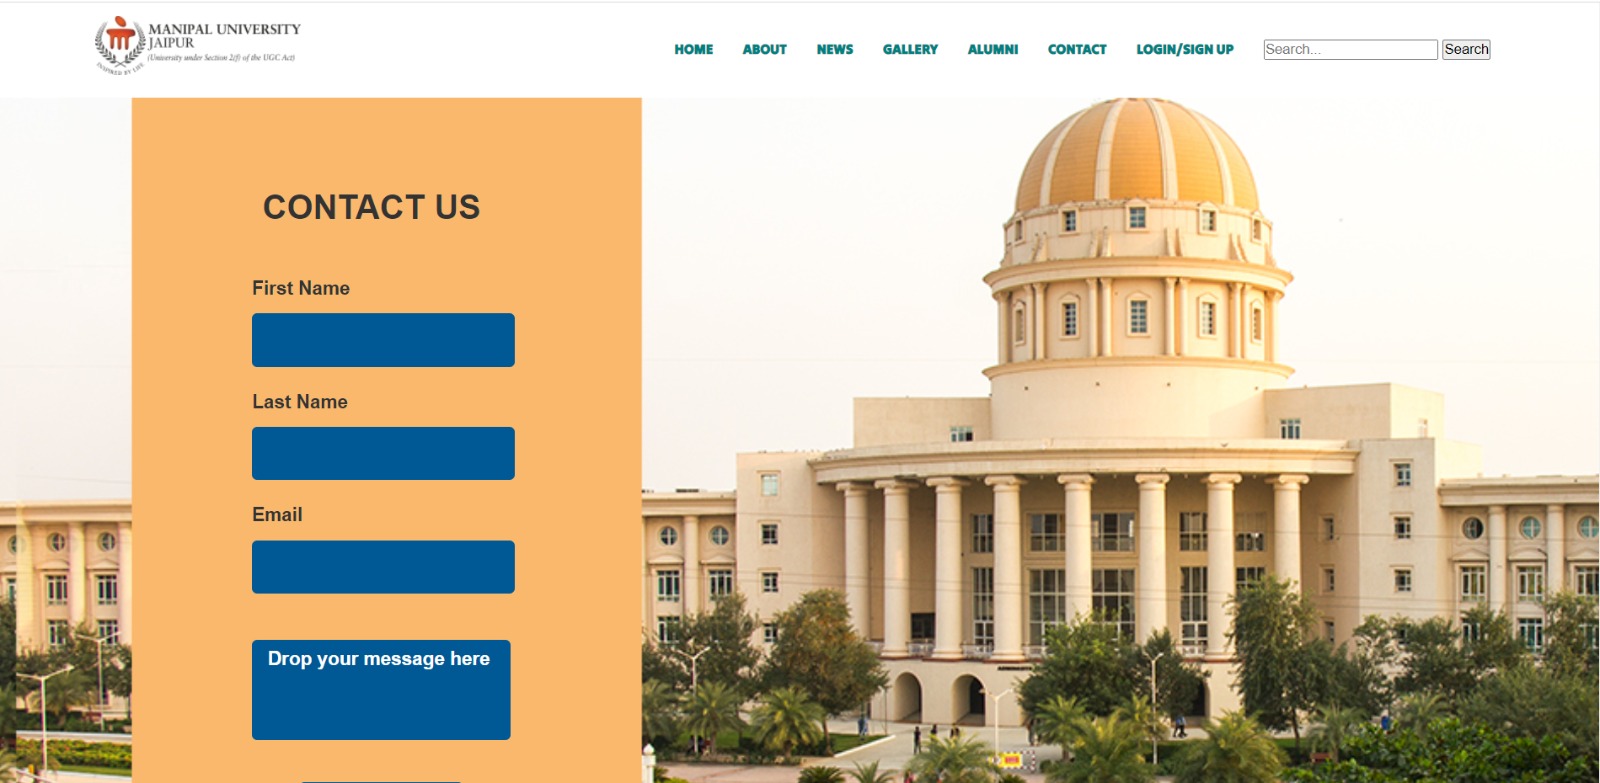 MANIPAL UNIVERSITY
JAIPUR
(University under Section 2(f) of the UGC Act)
INSPIRED BY LIFE
HOME ABOUT NEWS GALLERY ALUMNI CONTACT LOGIN/SIGN UP Search... Search
CONTACT US
First Name
Last Name
Email
Drop your message here